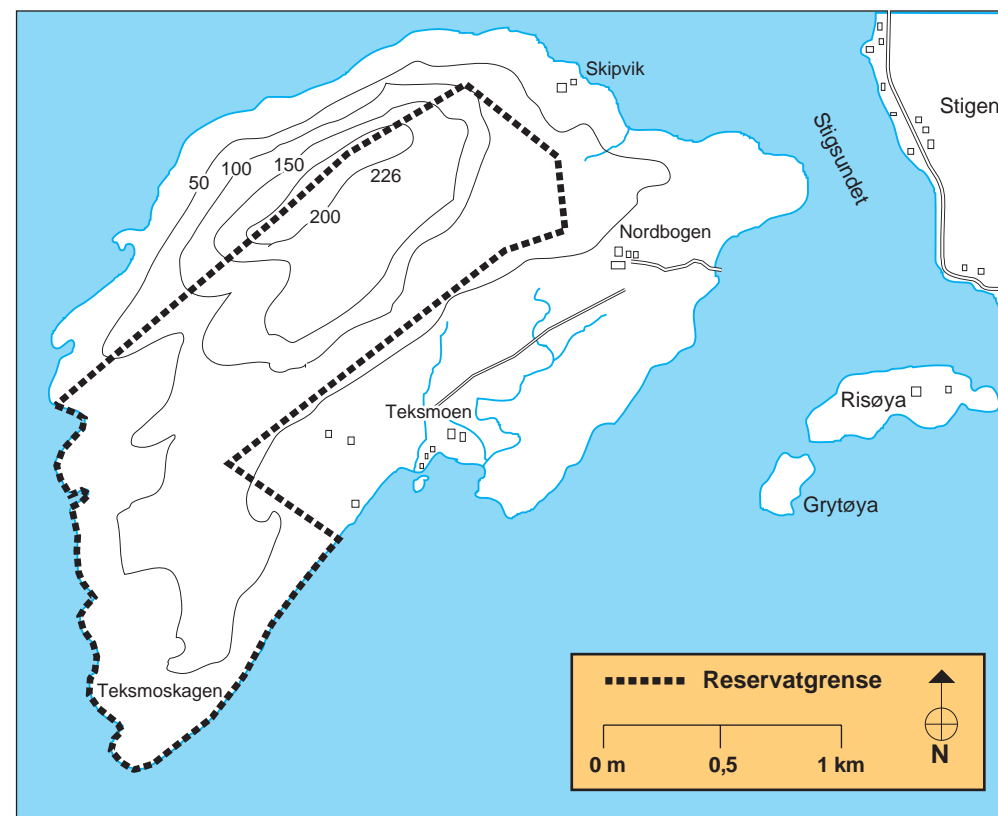 Skipvik
Stigen
Stigsundet
50
100
150
226
200
Nordbogen
Risøya
Teksmoen
Grytøya
Teksmoskagen
Reservatgrense
0 m 0,5 1 km
N